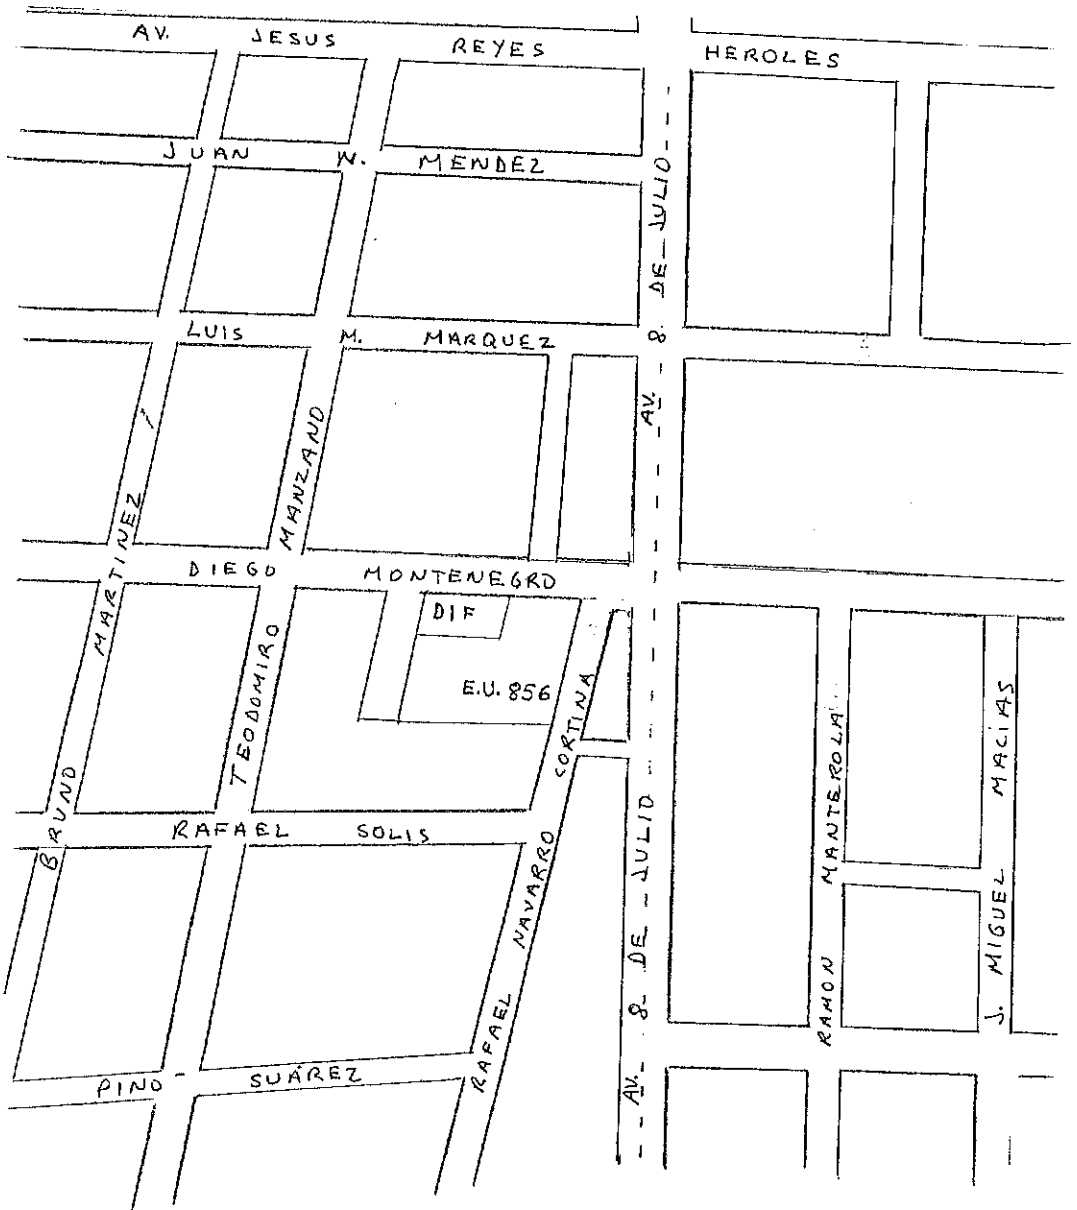 AV. JESUS REYES HEROLES
JUAN N. MENDEZ
LUIS M. MARQUEZ
AV. 8 DE JULIO
BRUNO MARTINEZ
TEODOMIRO MANZANO
DIEGO MONTENEGRO
DIF
E.U. 856
RAFAEL NAVARRO CORTINA
RAFAEL SOLIS
AV. 8 DE JULIO
RAMON MANTEROLA
J. MIGUEL MACIAS
PINO SUÁREZ